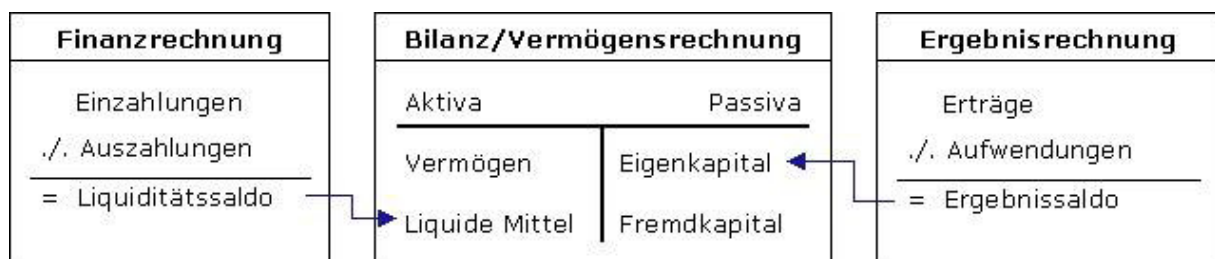 Finanzrechnung
Einzahlungen
./. Auszahlungen
= Liquiditätssaldo
Bilanz/Vermögensrechnung
Aktiva Passiva
Vermögen Eigenkapital
Liquide Mittel Fremdkapital
Ergebnisrechnung
Erträge
./. Aufwendungen
= Ergebnissaldo